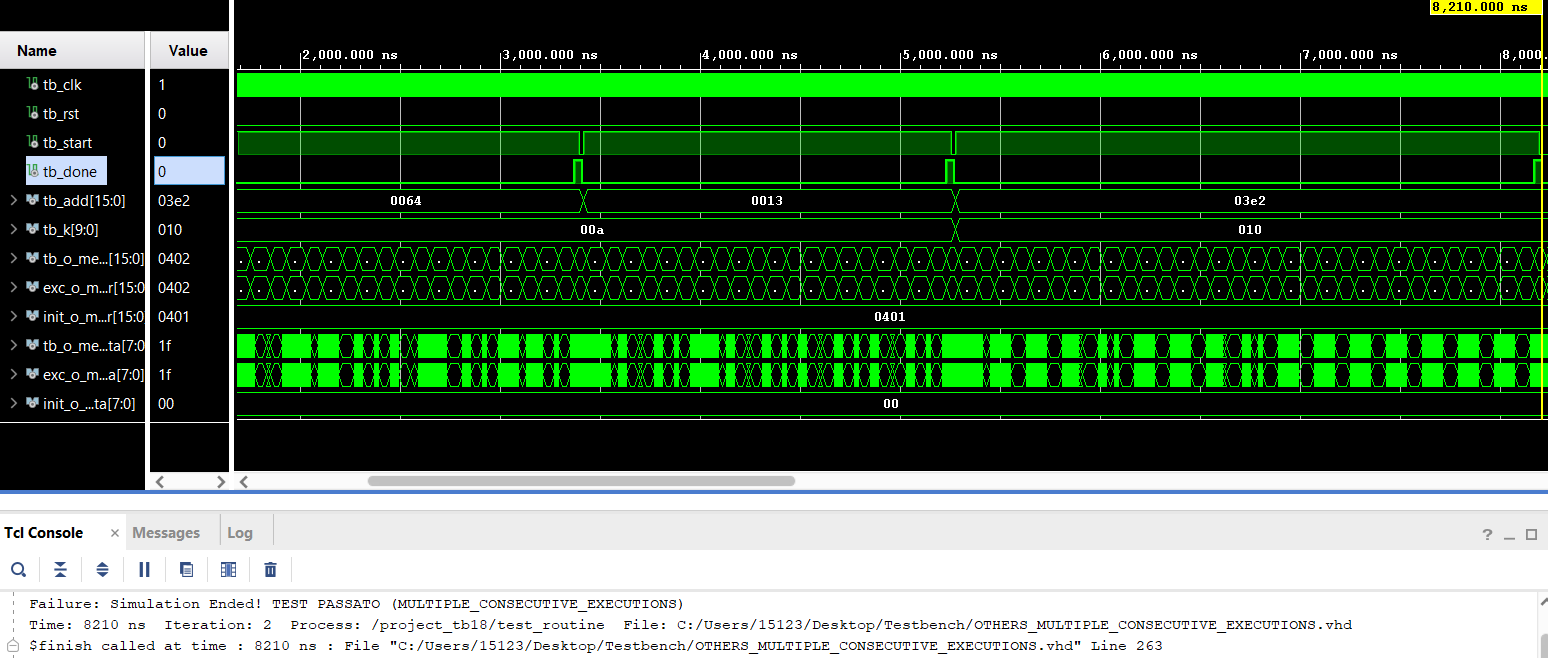 8,210.000 ns
Name
Value
2,000.000 ns
3,000.000 ns
4,000.000 ns
5,000.000 ns
6,000.000 ns
7,000.000 ns
8,000.
tb_clk
1
tb_rst
0
tb_start
0
tb_done
0
tb_add[15:0]
03e2
0064
0013
03e2
tb_k[9:0]
010
00a
010
tb_o_me...[15:0]
0402
exc_o_m...r[15:0
0402
init_o_m...r[15:0
0401
0401
tb_o_me...ta[7:0
1f
exc_o_m...a[7:0]
1f
init_o_...ta[7:0]
00
00
Tcl Console
Messages
Log
Failure: Simulation Ended! TEST PASSATO (MULTIPLE_CONSECUTIVE_EXECUTIONS)
Time: 8210 ns Iteration: 2 Process: /project_tb18/test_routine File: C:/Users/15123/Desktop/Testbench/OTHERS_MULTIPLE_CONSECUTIVE_EXECUTIONS.vhd
$finish called at time : 8210 ns : File "C:/Users/15123/Desktop/Testbench/OTHERS_MULTIPLE_CONSECUTIVE_EXECUTIONS.vhd" Line 263